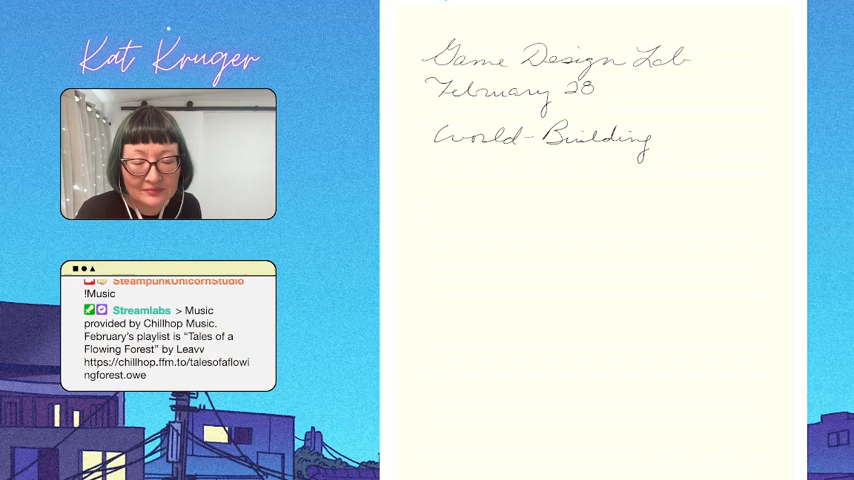 Kat Kruger
Game Design Lab
February 28
World-Building
SteampunkUnicornStudio
!Music
Streamlabs > Music
provided by Chillhop Music.
February's playlist is "Tales of a
Flowing Forest" by Leavv
https://chillhop.ffm.to/talesofaflowi
ngforest.owe